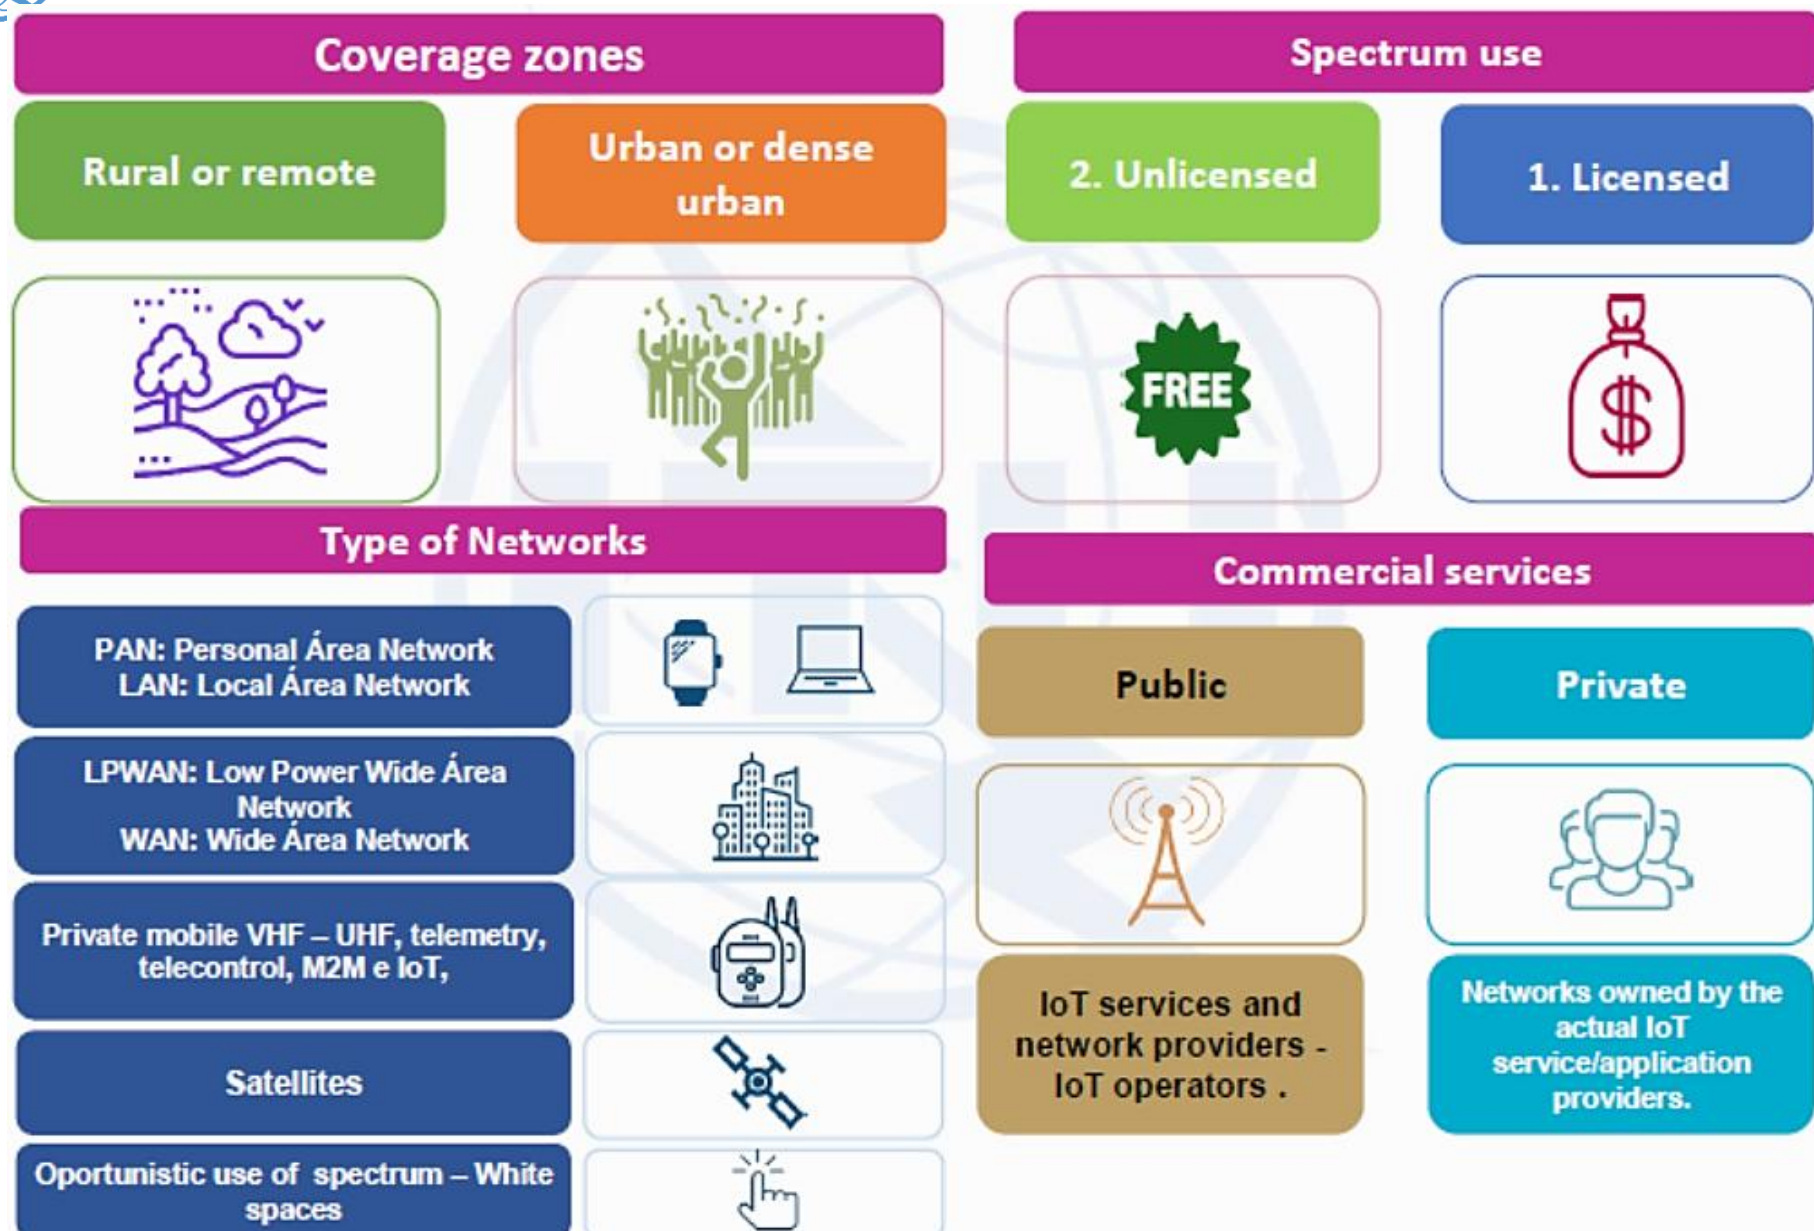 Coverage zones
Rural or remote
Urban or dense
urban
Spectrum use
2. Unlicensed
1. Licensed
FREE
$
Type of Networks
PAN: Personal Área Network
LAN: Local Área Network
LPWAN: Low Power Wide Área
Network
WAN: Wide Área Network
Private mobile VHF – UHF, telemetry,
telecontrol, M2M e IoT,
Satellites
Oportunistic use of spectrum – White
spaces
Commercial services
Public
Private
IoT services and
network providers -
IoT operators .
Networks owned by the
actual IoT
service/application
providers.